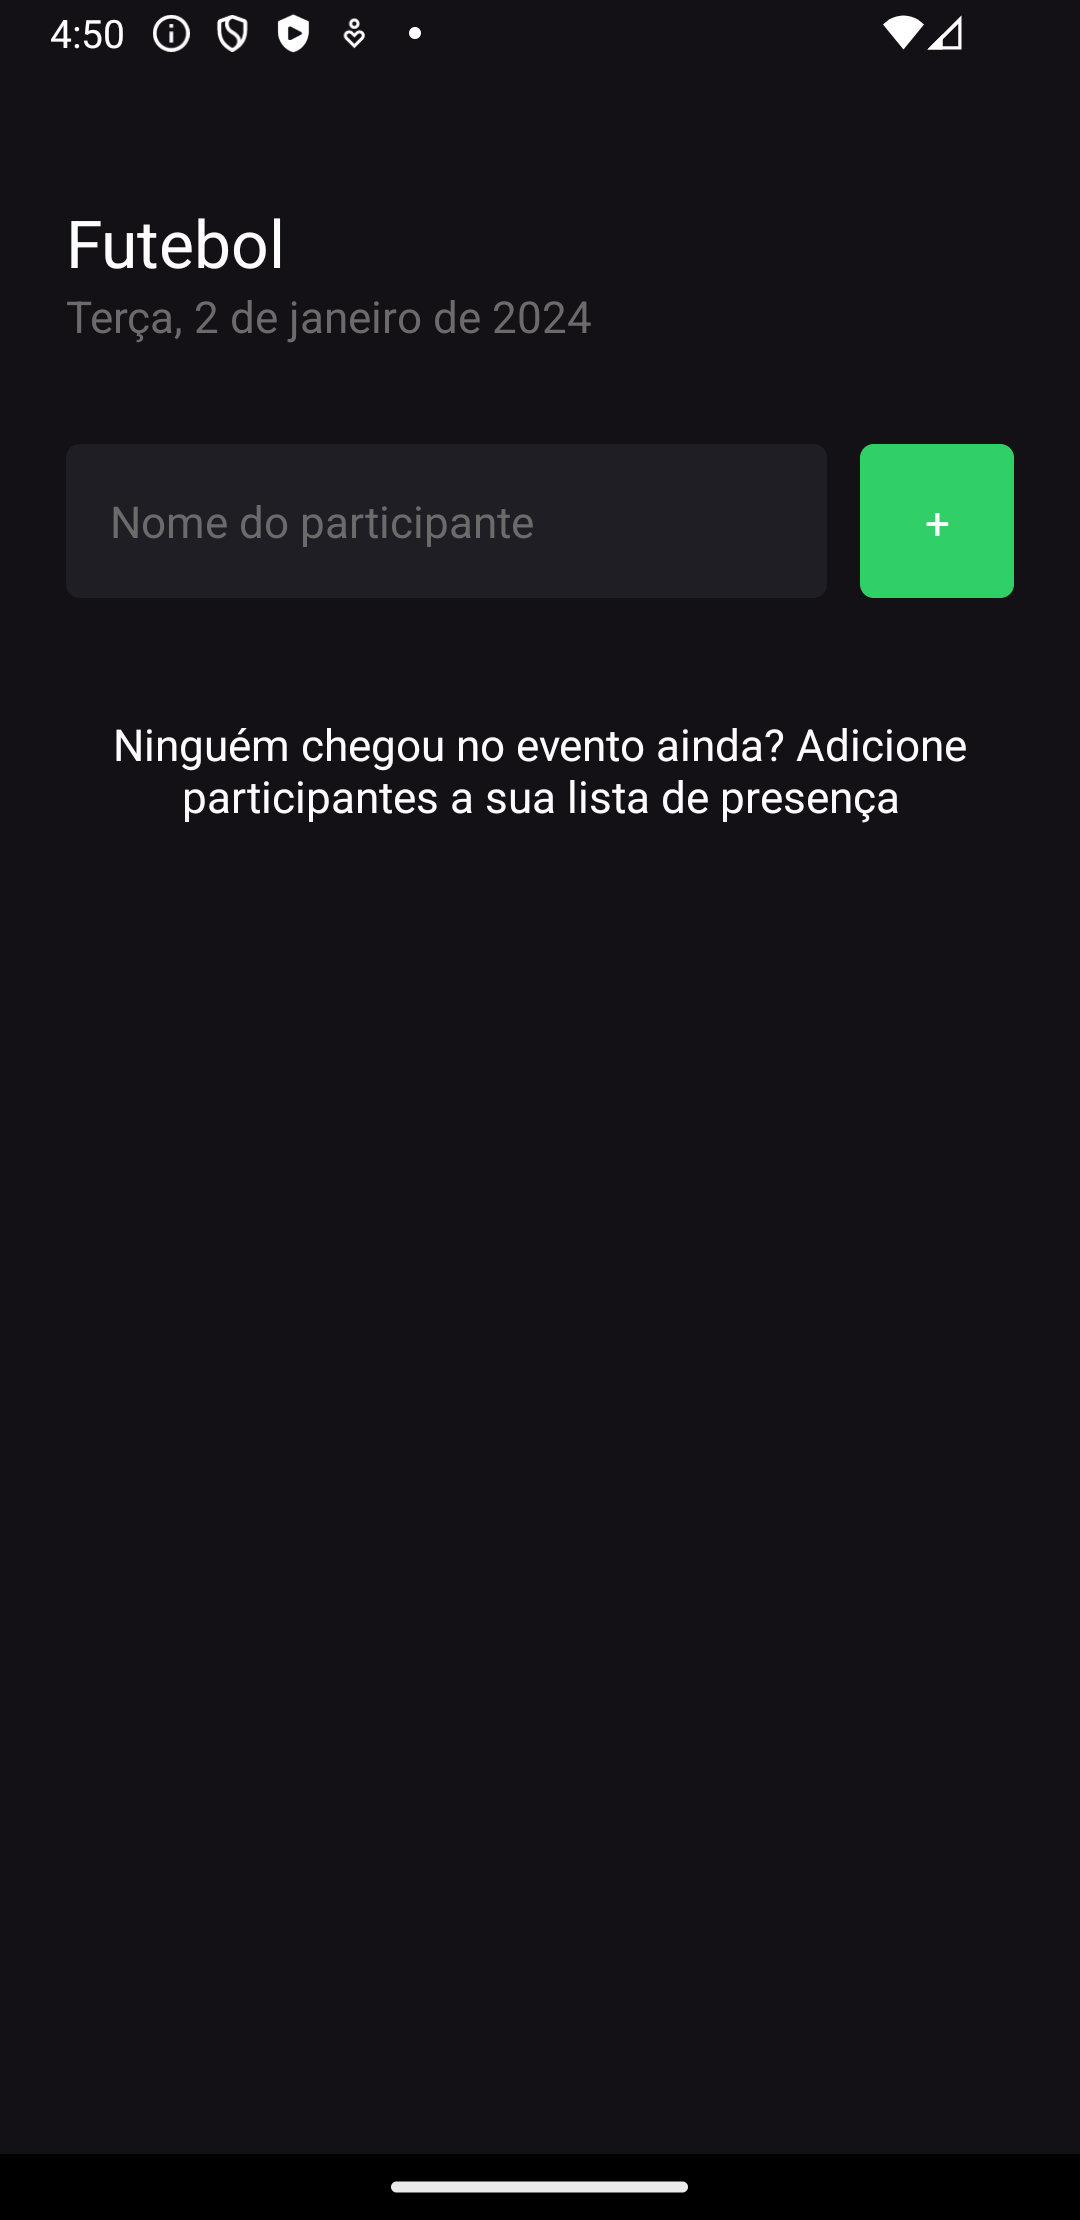 4:50
Futebol
Terça, 2 de janeiro de 2024
Nome do participante
+
Ninguém chegou no evento ainda? Adicione
participantes a sua lista de presença